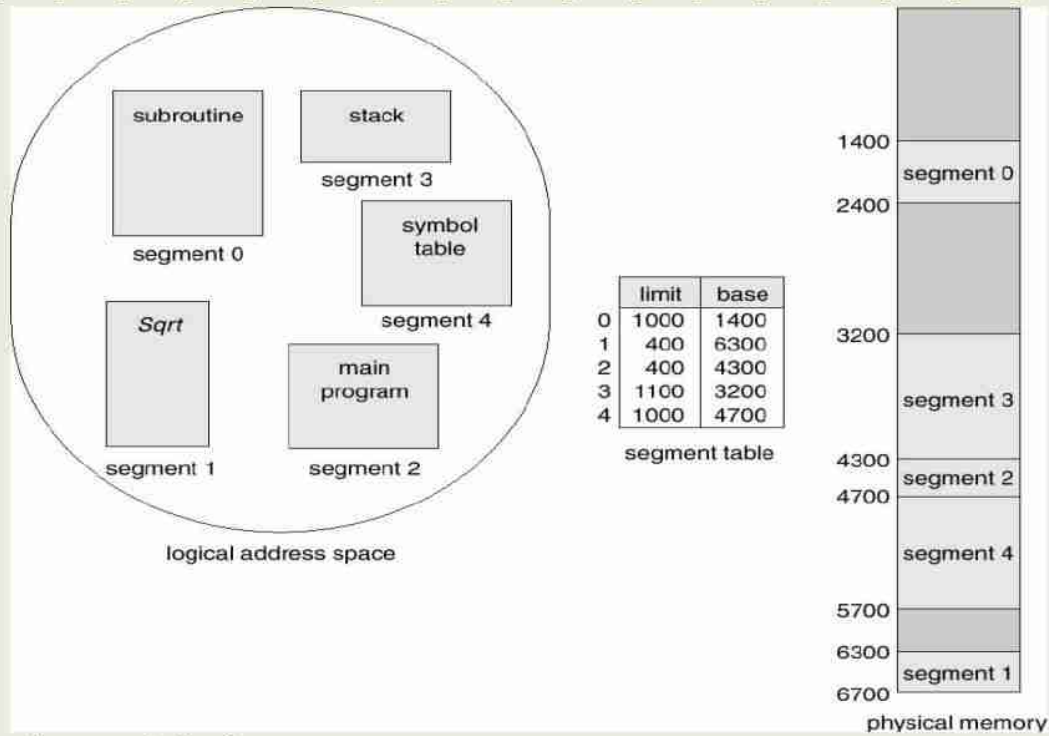 subroutine
segment 0
stack
segment 3
symbol
table
segment 4
Sqrt
segment 1
main
program
segment 2
logical address space
limit base
0 1000 1400
1 400 6300
2 400 4300
3 1100 3200
4 1000 4700
segment table
1400
segment 0
2400
3200
segment 3
4300
segment 2
4700
segment 4
5700
6300
segment 1
6700
physical memory